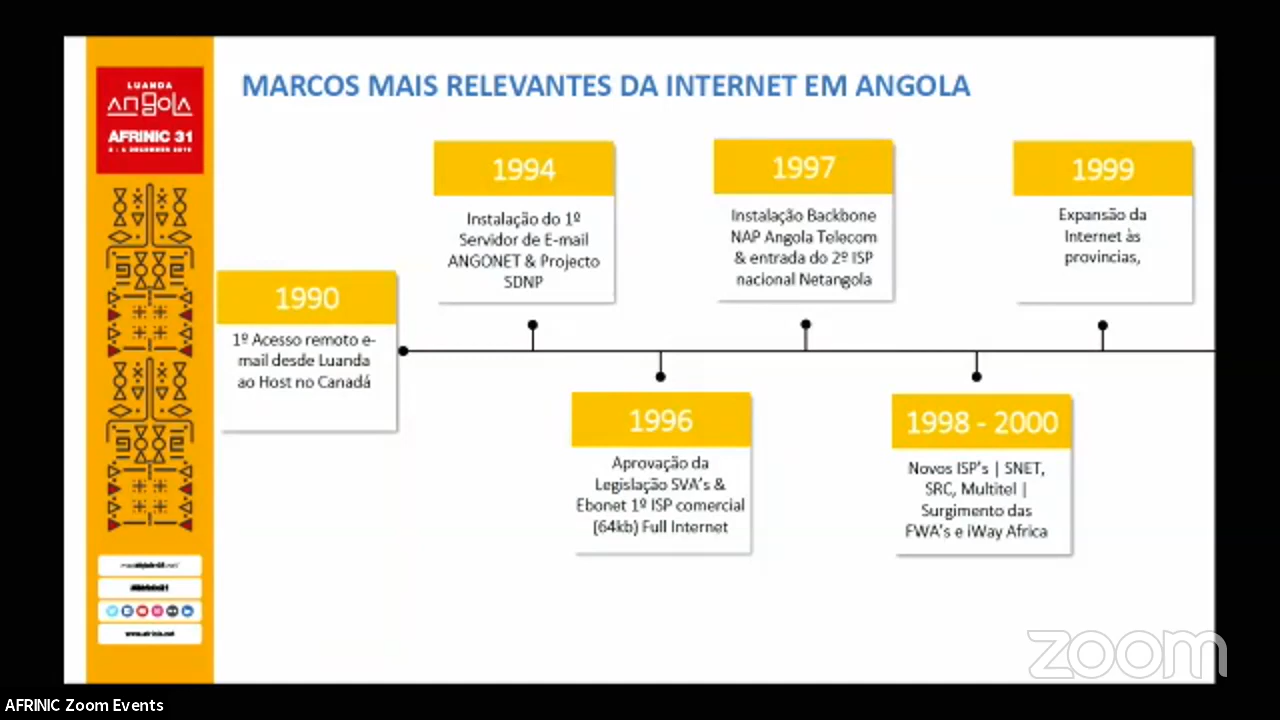 LUANDA
angola
AFRINIC 31
MARCOS MAIS RELEVANTES DA INTERNET EM ANGOLA
1990
1º Acesso remoto e-
mail desde Luanda
ao Host no Canadá
1994
Instalação do 1º
Servidor de E-mail
ANGONET & Projecto
SDNP
1996
Aprovação da
Legislação SVA's &
Ebonet 1º ISP comercial
(64kb) Full Internet
1997
Instalação Backbone
NAP Angola Telecom
& entrada do 2º ISP
nacional Netangola
1998 - 2000
Novos ISP's | SNET,
SRC, Multitel |
Surgimento das
FWA's e iWay Africa
1999
Expansão da
Internet às
provincias,
www.afrinic.net
zoom
AFRINIC Zoom Events